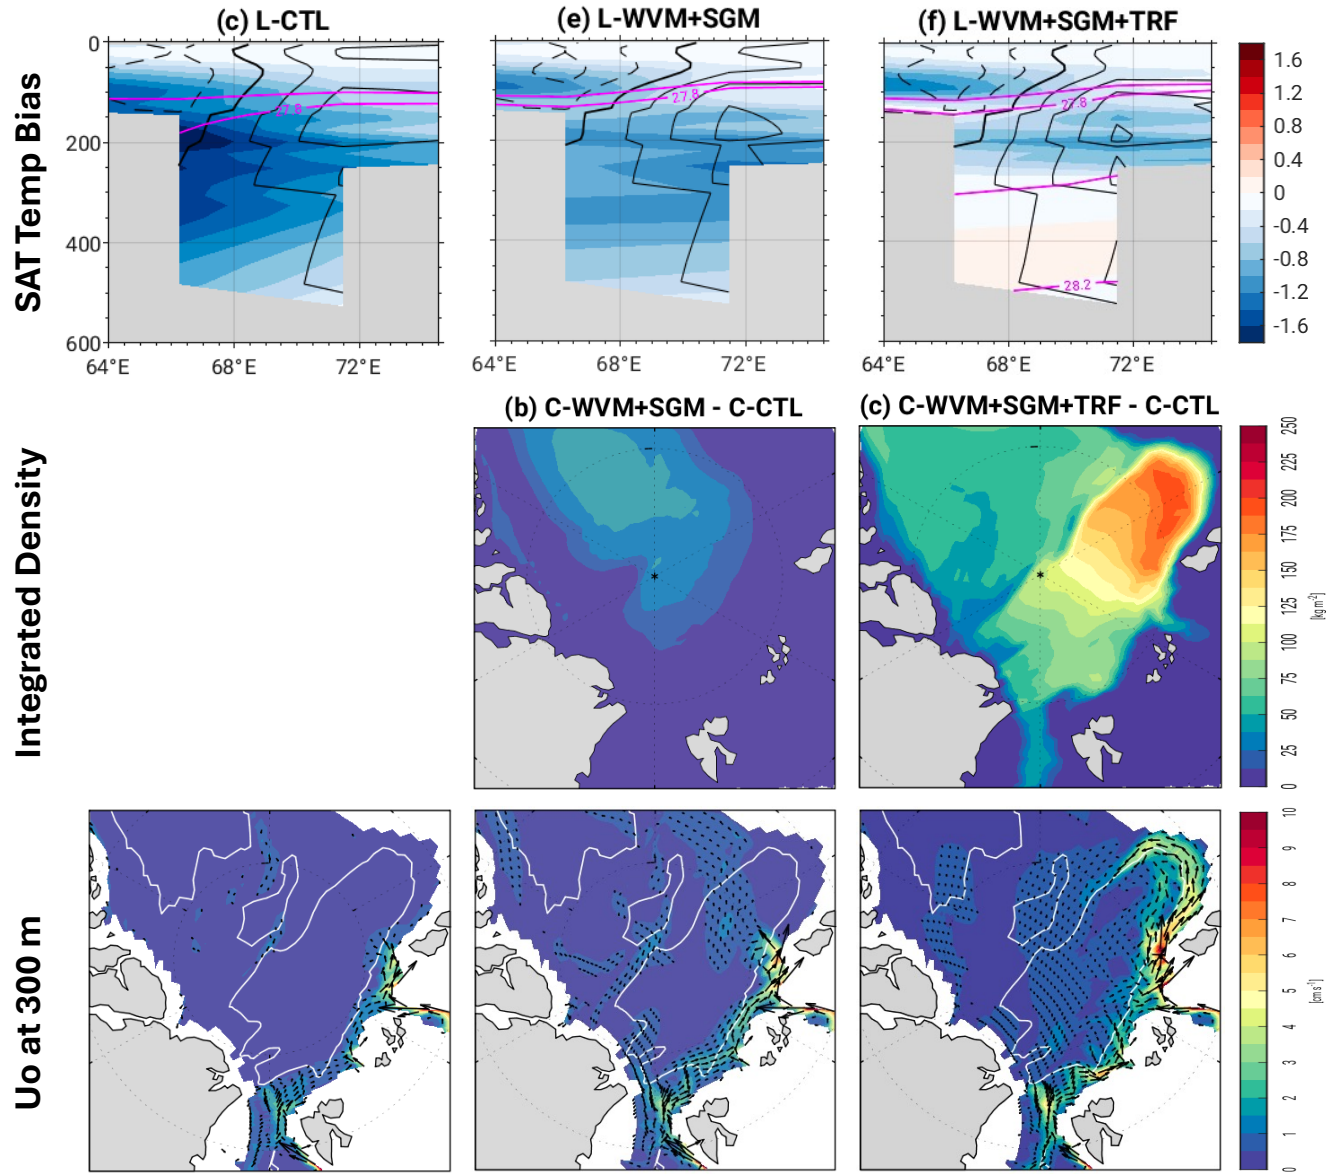 (c) L-CTL
(e) L-WVM+SGM
(f) L-WVM+SGM+TRF
SAT Temp Bias
0
200
400
600
64°E
68°E
72°E
27.8
64°E
68°E
72°E
27.8
64°E
68°E
72°E
27.8
28.2
1.6
1.2
0.8
0.4
0
-0.4
-0.8
-1.2
-1.6
(b) C-WVM+SGM - C-CTL
(c) C-WVM+SGM+TRF - C-CTL
Integrated Density
*
*
250
225
200
175
150
125
100
75
50
25
0
[kg m-2]
Uo at 300 m
10
9
8
7
6
5
4
3
2
1
0
[cm s-1]